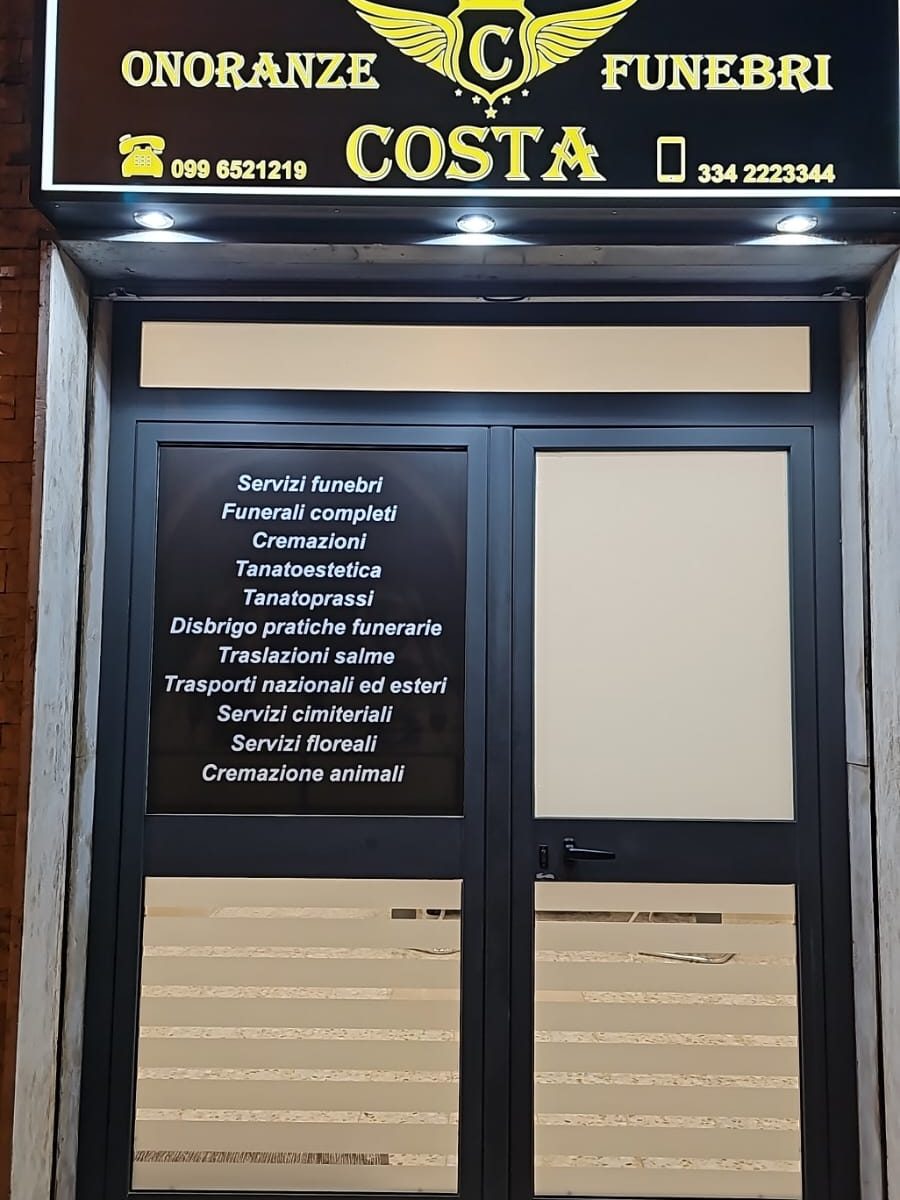 C
ONORANZE FUNEBRI
COSTA
099 6521219
334 2223344
Servizi funebri
Funerali completi
Cremazioni
Tanatoestetica
Tanatoprassi
Disbrigo pratiche funerarie
Traslazioni salme
Trasporti nazionali ed esteri
Servizi cimiteriali
Servizi floreali
Cremazione animali